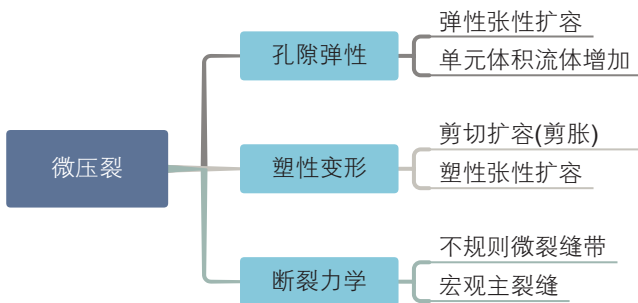 微压裂
孔隙弹性
弹性张性扩容
单元体积流体增加
塑性变形
剪切扩容(剪胀)
塑性张性扩容
断裂力学
不规则微裂缝带
宏观主裂缝